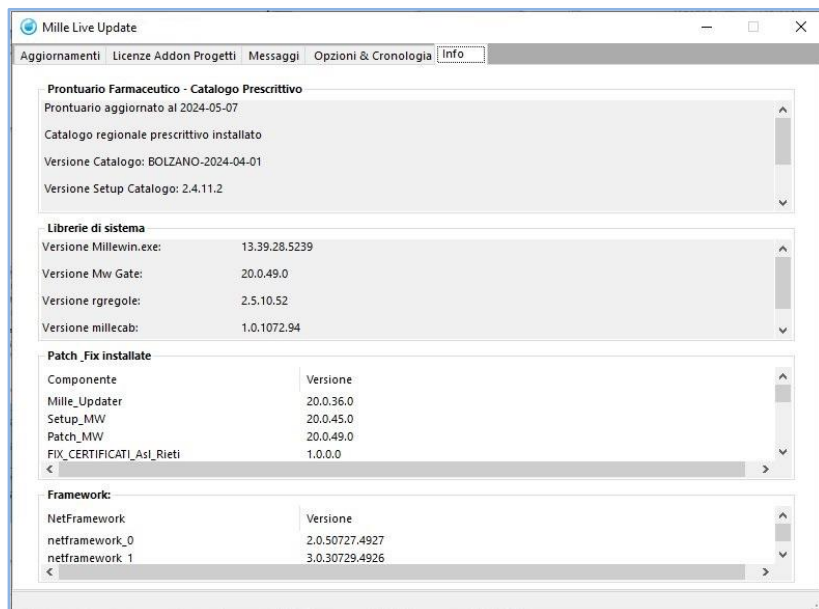 Mille Live Update
Aggiornamenti Licenze Addon Progetti Messaggi Opzioni & Cronologia Info
Prontuario Farmaceutico - Catalogo Prescrittivo
Prontuario aggiornato al 2024-05-07
Catalogo regionale prescrittivo installato
Versione Catalogo: BOLZANO-2024-04-01
Versione Setup Catalogo: 2.4.11.2
Librerie di sistema
Versione Millewin.exe: 13.39.28.5239
Versione Mw Gate: 20.0.49.0
Versione rgregole: 2.5.10.52
Versione millecab: 1.0.1072.94
Patch_Fix installate
Componente Versione
Mille_Updater 20.0.36.0
Setup_MW 20.0.45.0
Patch_MW 20.0.49.0
FIX_CERTIFICATI_Asl_Rieti 1.0.0.0
Framework:
NetFramework Versione
netframework_0 2.0.50727.4927
netframework_1 3.0.30729.4926